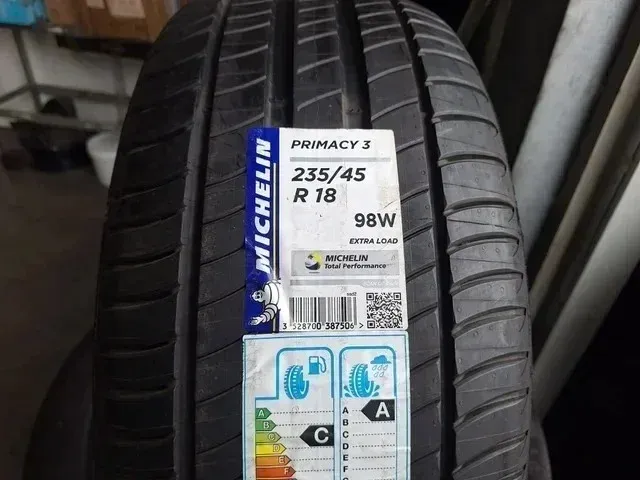 MICHELIN
PRIMACY 3
235/45
R 18
98W
EXTRA LOAD
MICHELIN
Total Performance
3 528700 387506 >
A
B
C
D
E
C
A
B
C
D
E
A